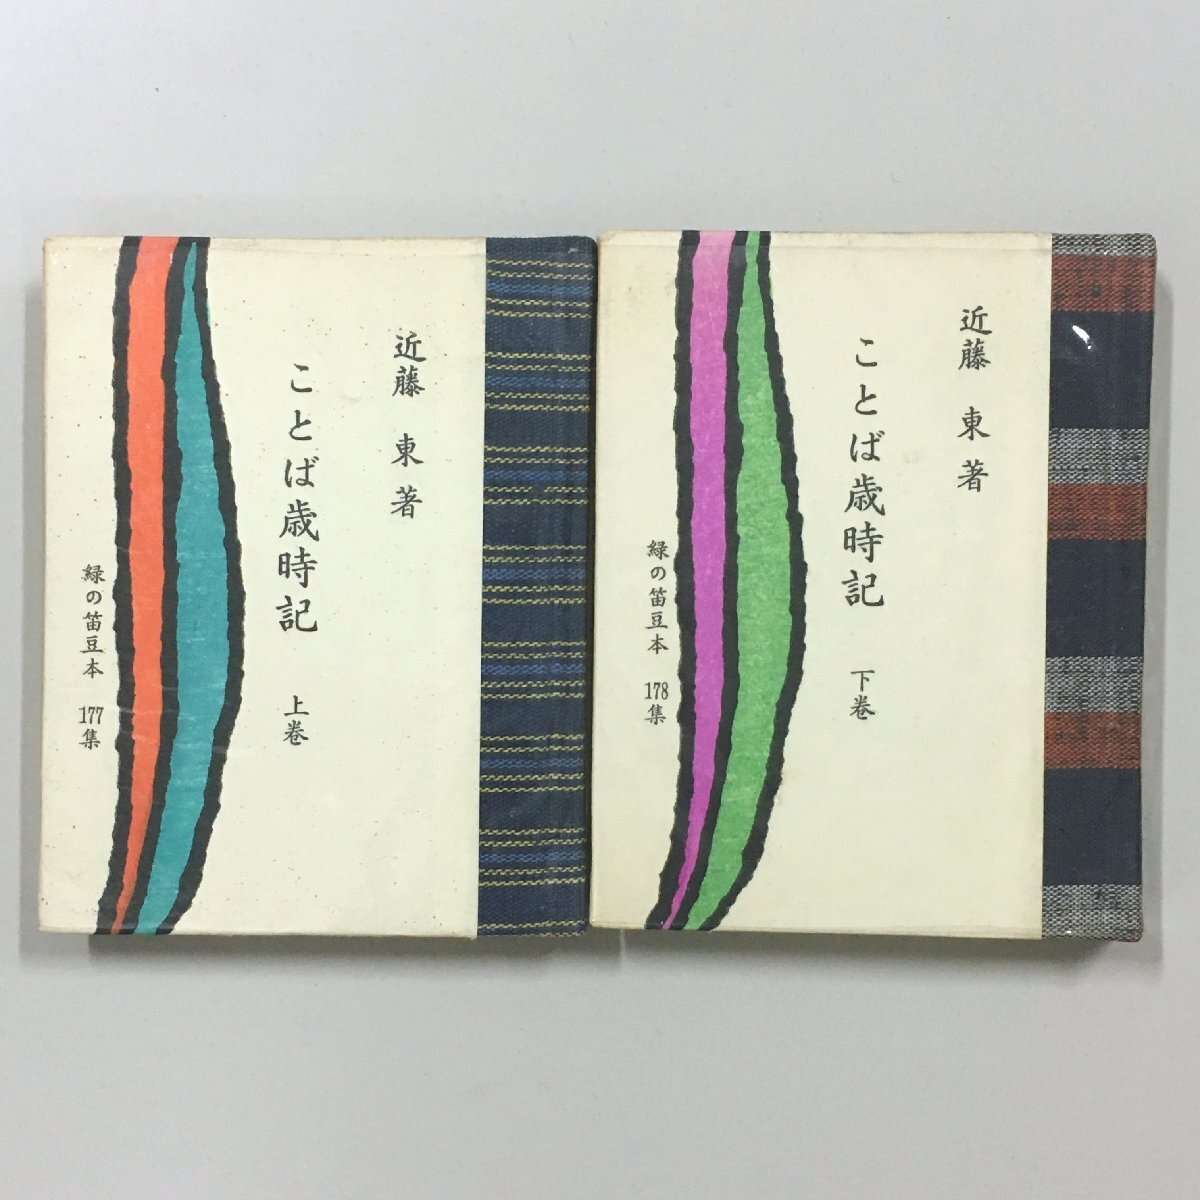 近藤 東 著
ことば歳時記 上巻
緑の笛豆本 177集
近藤 東 著
ことば歳時記 下巻
緑の笛豆本 178集